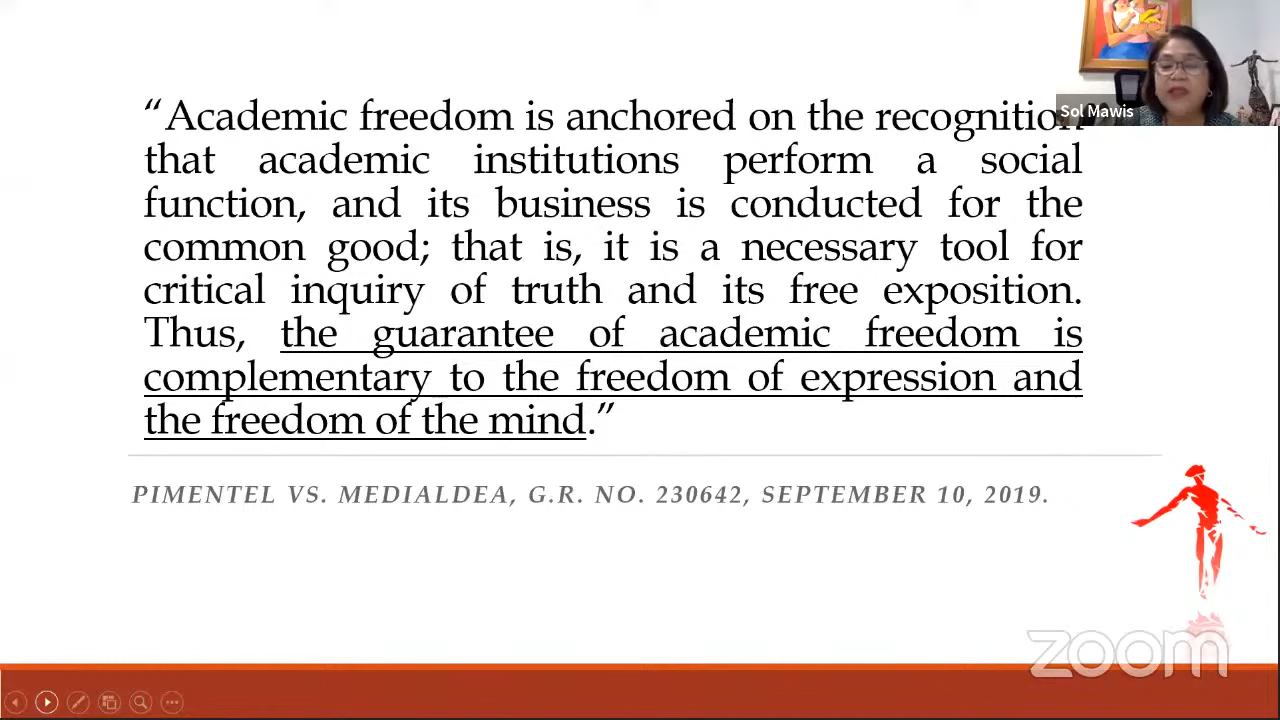 “Academic freedom is anchored on the recognition
that academic institutions perform a social
function, and its business is conducted for the
common good; that is, it is a necessary tool for
critical inquiry of truth and its free exposition.
Thus, the guarantee of academic freedom is
complementary to the freedom of expression and
the freedom of the mind.”
PIMENTEL VS. MEDIALDEA, G.R. NO. 230642, SEPTEMBER 10, 2019.
Sol Mawis
zoom